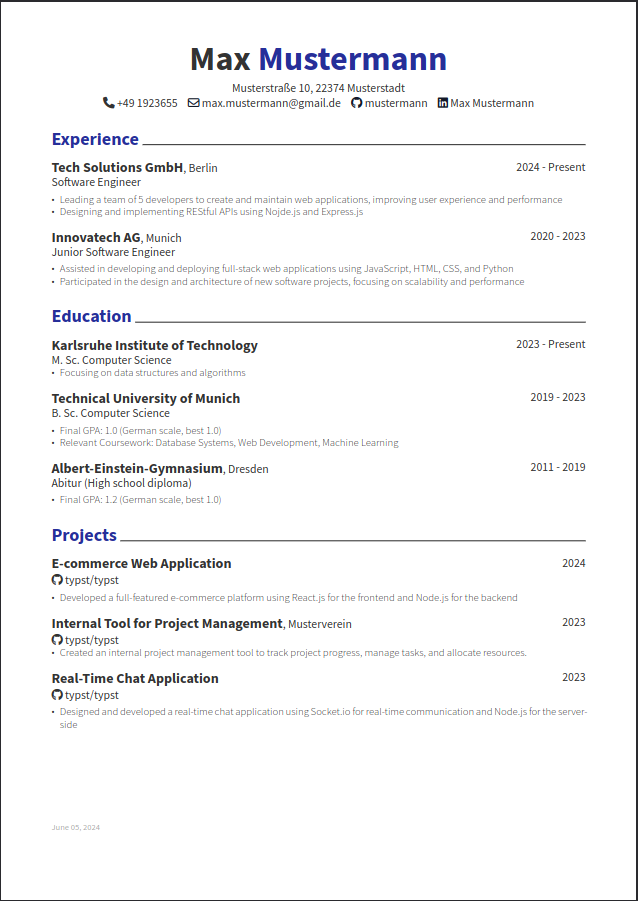 Max Mustermann
Musterstraße 10, 22374 Musterstadt
+49 1923655 max.mustermann@gmail.de mustermann Max Mustermann
Experience
Tech Solutions GmbH, Berlin 2024 - Present
Software Engineer
• Leading a team of 5 developers to create and maintain web applications, improving user experience and performance
• Designing and implementing REStful APIs using Nojde.js and Express.js
Innovatech AG, Munich 2020 - 2023
Junior Software Engineer
• Assisted in developing and deploying full-stack web applications using JavaScript, HTML, CSS, and Python
• Participated in the design and architecture of new software projects, focusing on scalability and performance
Education
Karlsruhe Institute of Technology 2023 - Present
M. Sc. Computer Science
• Focusing on data structures and algorithms
Technical University of Munich 2019 - 2023
B. Sc. Computer Science
• Final GPA: 1.0 (German scale, best 1.0)
• Relevant Coursework: Database Systems, Web Development, Machine Learning
Albert-Einstein-Gymnasium, Dresden 2011 - 2019
Abitur (High school diploma)
• Final GPA: 1.2 (German scale, best 1.0)
Projects
E-commerce Web Application 2024
typst/typst
• Developed a full-featured e-commerce platform using React.js for the frontend and Node.js for the backend
Internal Tool for Project Management, Musterverein 2023
typst/typst
• Created an internal project management tool to track project progress, manage tasks, and allocate resources.
Real-Time Chat Application 2023
typst/typst
• Designed and developed a real-time chat application using Socket.io for real-time communication and Node.js for the server-
side
June 05, 2024